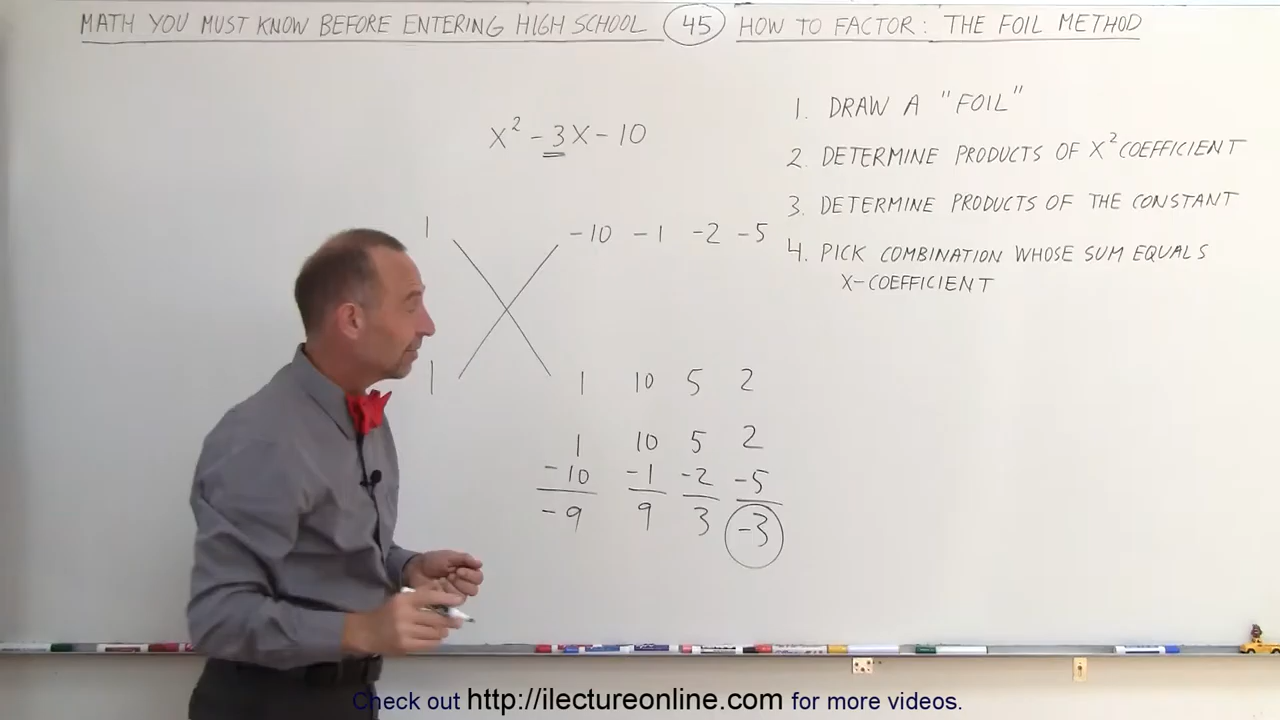 MATH YOU MUST KNOW BEFORE ENTERING HIGH SCHOOL 45 HOW TO FACTOR: THE FOIL METHOD
x² - 3x - 10
1. DRAW A "FOIL"
2. DETERMINE PRODUCTS OF X² COEFFICIENT
3. DETERMINE PRODUCTS OF THE CONSTANT
4. PICK COMBINATION WHOSE SUM EQUALS
X-COEFFICIENT
1 -10 -1 -2 -5
1 1 10 5 2
1 10 5 2
-10 -1 -2 -5
-9 9 3 -3
Check out http://ilectureonline.com for more videos.